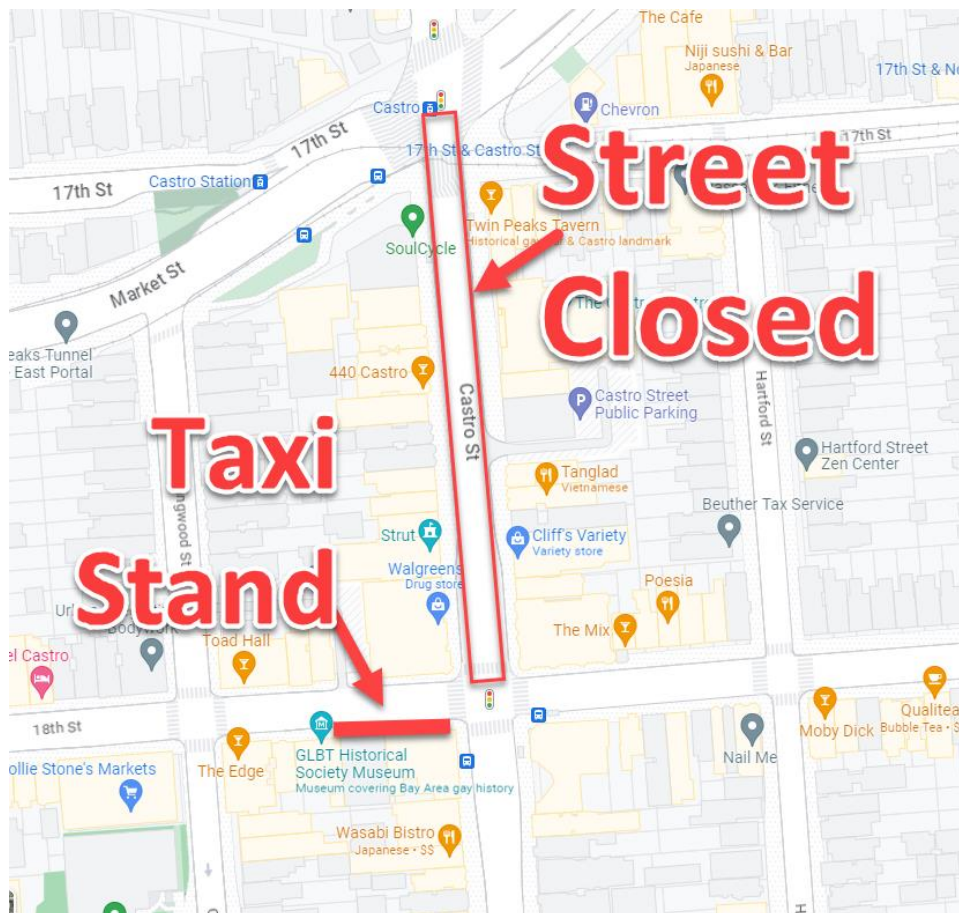 The Cafe
Niji sushi & Bar
Japanese
17th St & No
Castro
Chevron
17th St
17th St
17th St & Castro St
Street
17th St
Castro Station
Twin Peaks Tavern
Historical gay bar & Castro landmark
SoulCycle
Market St
Closed
eaks Tunnel
East Portal
440 Castro
Castro St
Castro Street
Public Parking
Hartford St
Taxi
Hartford Street
Zen Center
Tanglad
Vietnamese
Beuther Tax Service
Strut
Cliff's Variety
Variety store
Walgreens
Drug store
Stand
Poesia
The Mix
Toad Hall
el Castro
18th St
Moby Dick
Qualitea
Bubble Tea • $
GLBT Historical
Society Museum
Museum covering Bay Area gay history
The Edge
Nail Me
ollie Stone's Markets
Wasabi Bistro
Japanese • $$